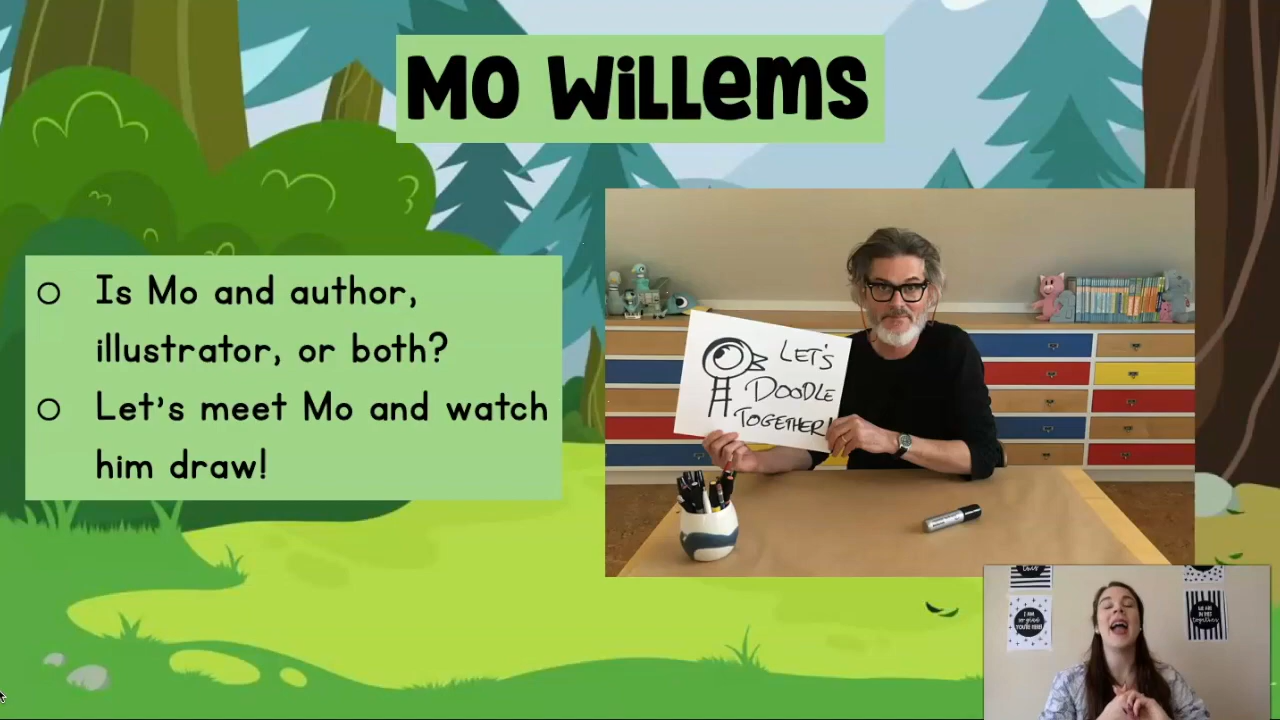 Mo Willems
○ Is Mo and author,
illustrator, or both?
○ Let's meet Mo and watch
him draw!
LET'S
DOODLE
TOGETHER!